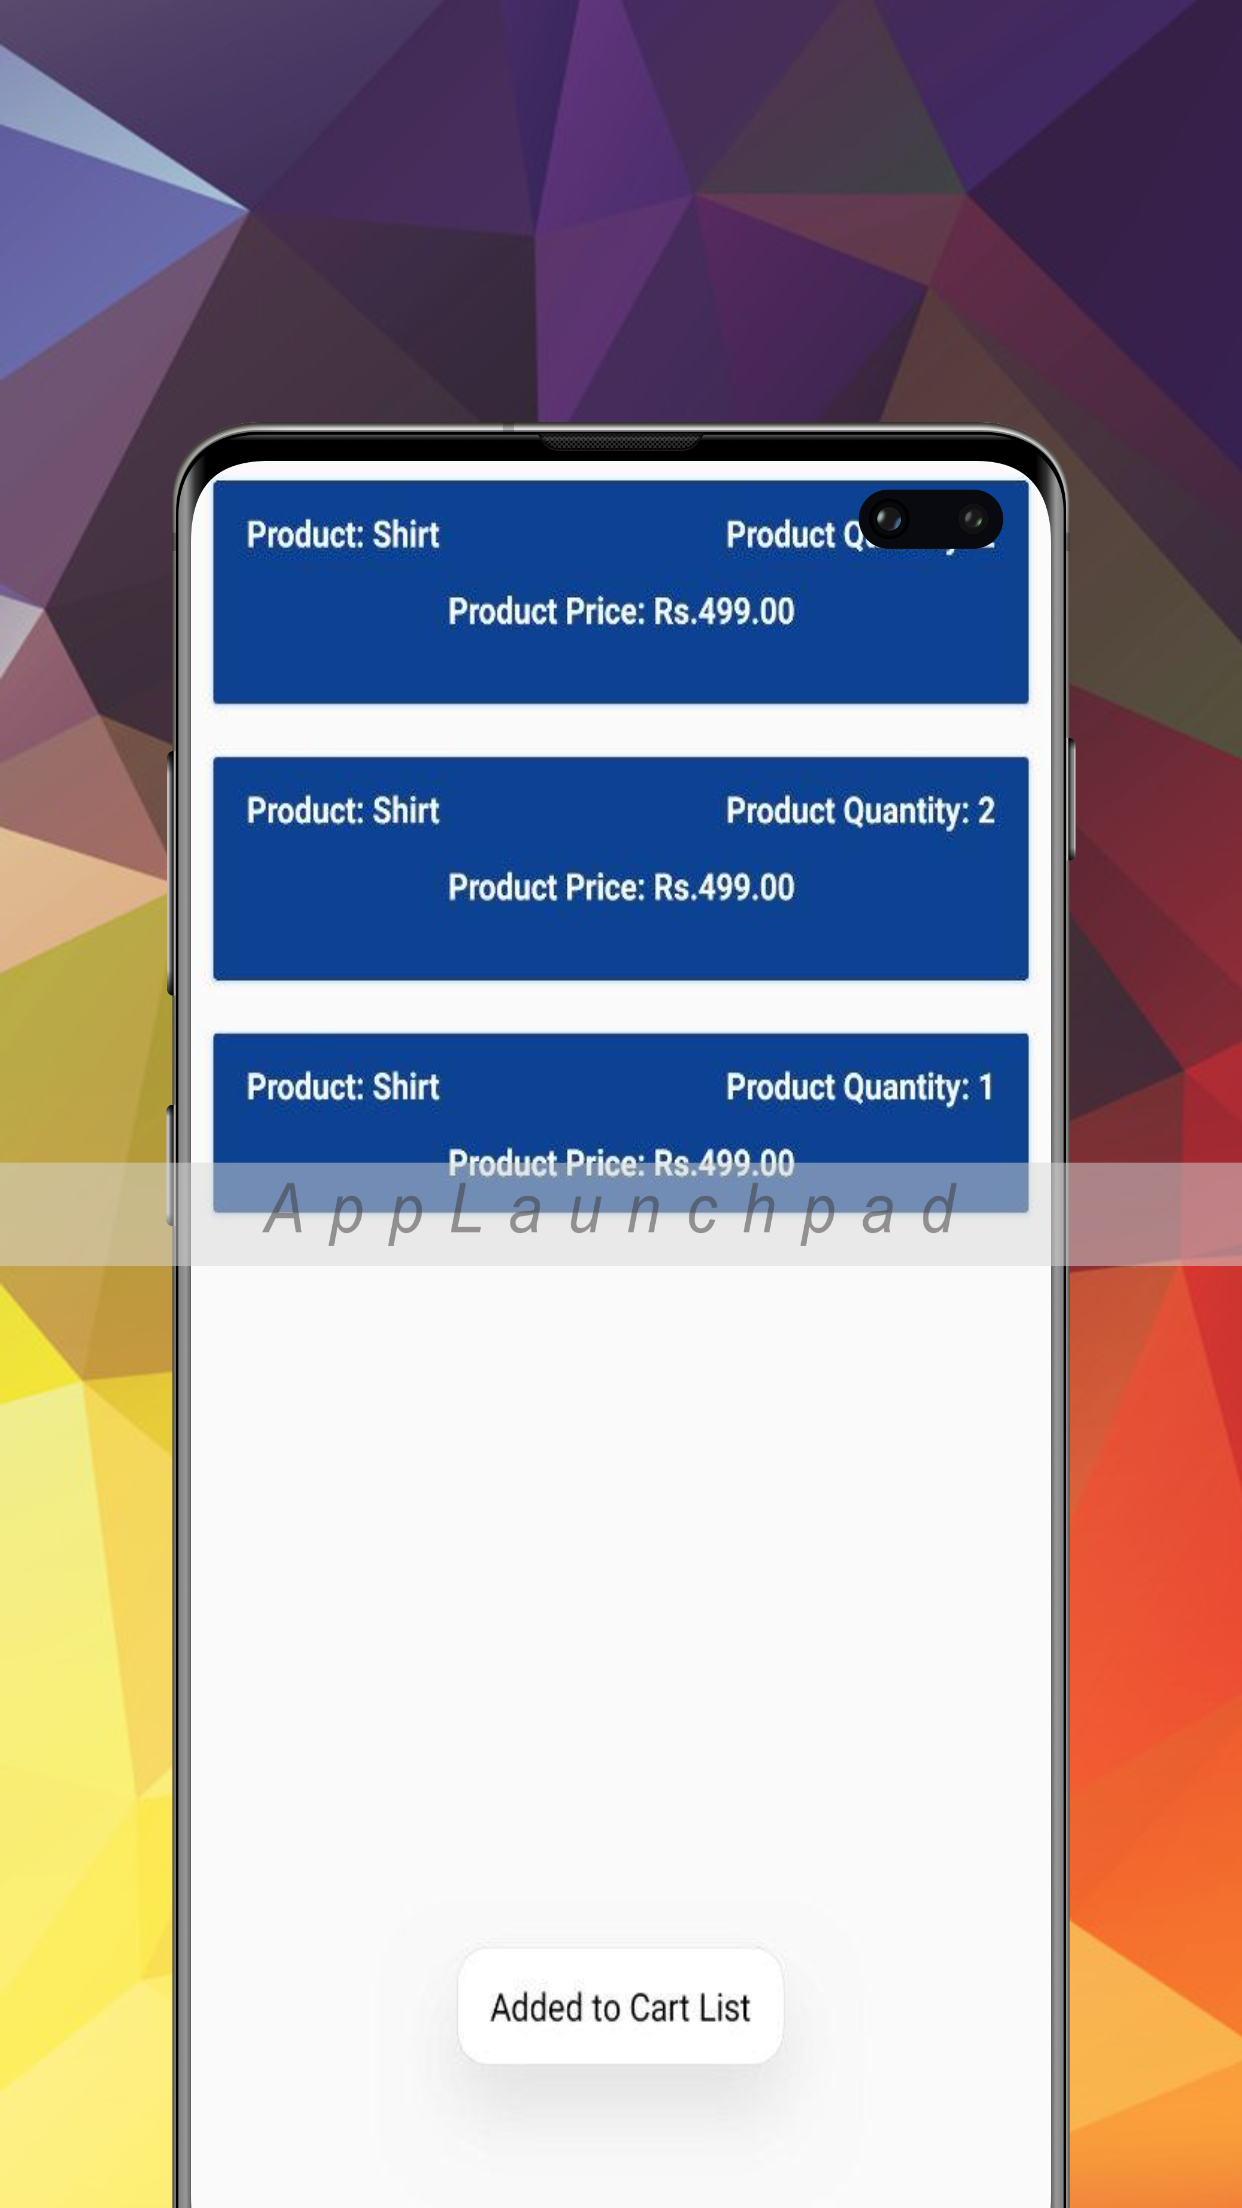 Product: Shirt Product
Product Price: Rs.499.00
Product: Shirt Product Quantity: 2
Product Price: Rs.499.00
Product: Shirt Product Quantity: 1
Product Price: Rs.499.00
AppLaunchpad
Added to Cart List